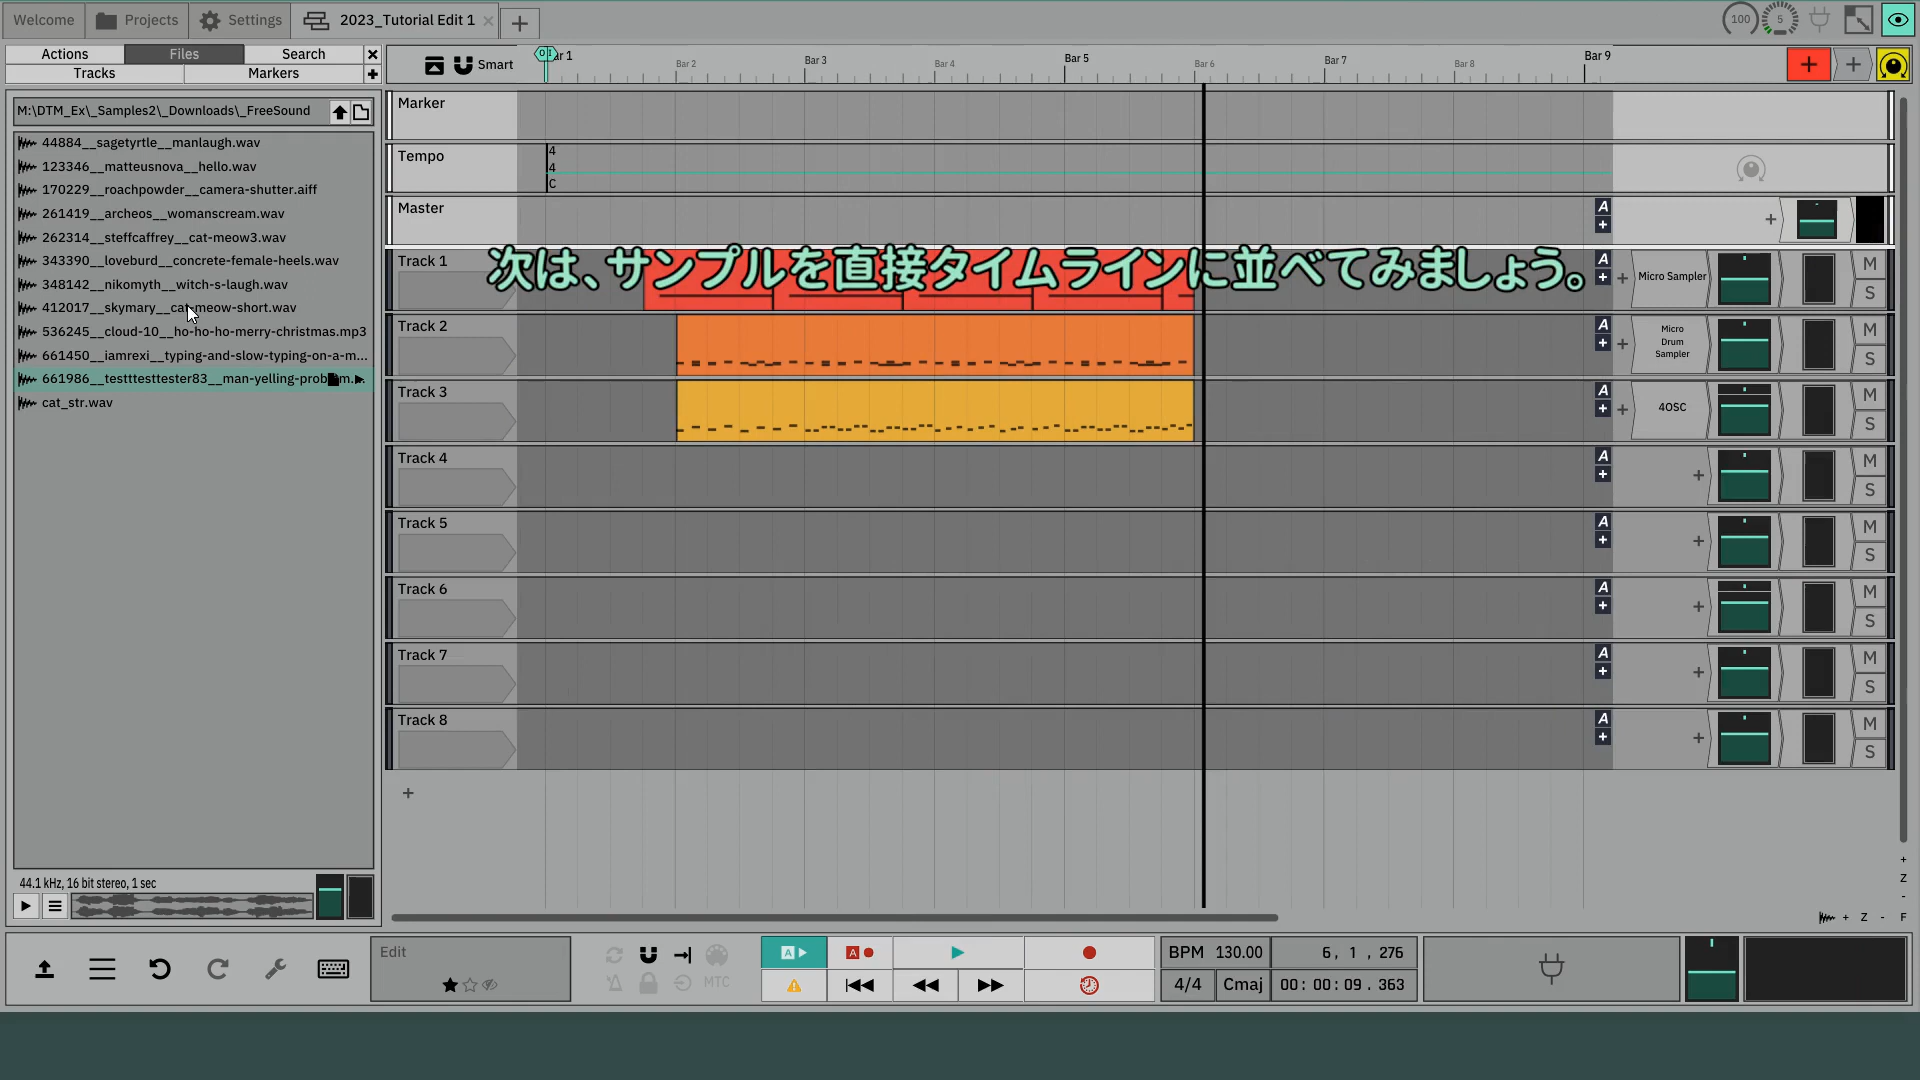 Welcome
Projects
Settings
2023_Tutorial Edit 1
100
5
Actions
Files
Search
Tracks
Markers
Smart
Bar 1
Bar 2
Bar 3
Bar 4
Bar 5
Bar 6
Bar 7
Bar 8
Bar 9
M:\DTM_Ex\_Samples2\_Downloads\_FreeSound
44884__sagetyrtle__manlaugh.wav
123346__matteusnova__hello.wav
170229__roachpowder__camera-shutter.aiff
261419__archeos__womanscream.wav
262314__steffcaffrey__cat-meow3.wav
343390__loveburd__concrete-female-heels.wav
348142__nikomyth__witch-s-laugh.wav
412017__skymary__cat-meow-short.wav
536245__cloud-10__ho-ho-ho-merry-christmas.mp3
661450__iamrexi__typing-and-slow-typing-on-a-m...
661986__testttesttester83__man-yelling-problem...
cat_str.wav
Marker
Tempo
4
4
C
Master
A
次は、サンプルを直接タイムラインに並べてみましょう。
Track 1
A
Micro Sampler
M
S
Track 2
A
Micro
Drum
Sampler
M
S
Track 3
A
4OSC
M
S
Track 4
A
M
S
Track 5
A
M
S
Track 6
A
M
S
Track 7
A
M
S
Track 8
A
M
S
44.1 kHz, 16 bit stereo, 1 sec
+
Z
-
+ Z - F
Edit
MTC
A
A
BPM 130.00
6, 1, 276
4/4
Cmaj
00:00:09.363